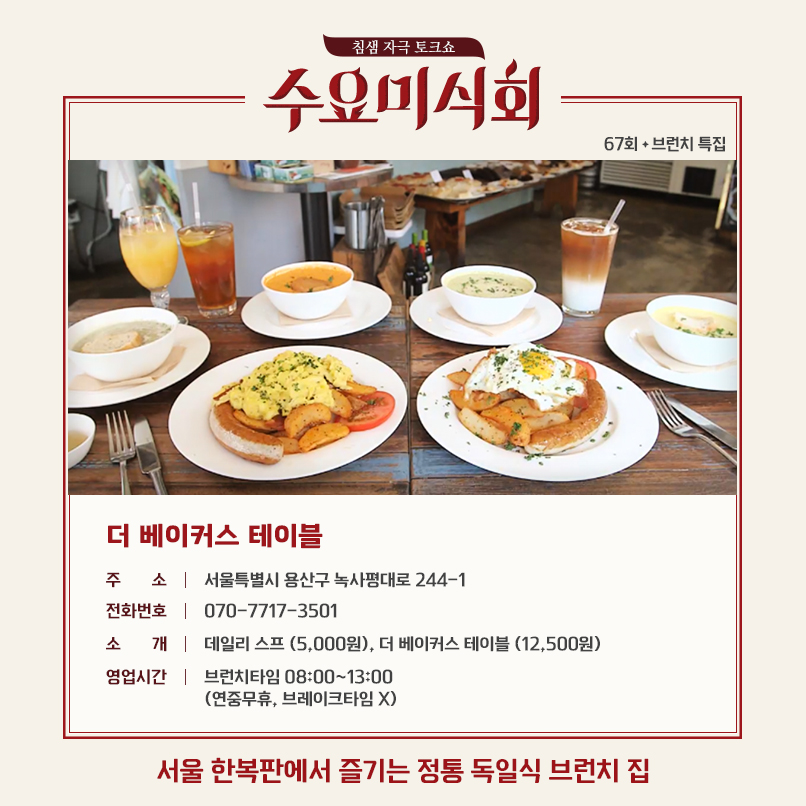 침샘 자극 토크쇼
수요미식회
67회 + 브런치 특집
더 베이커스 테이블
주 소 | 서울특별시 용산구 녹사평대로 244-1
전화번호 | 070-7717-3501
소 개 | 데일리 스프 (5,000원), 더 베이커스 테이블 (12,500원)
영업시간 | 브런치타임 08:00~13:00
(연중무휴, 브레이크타임 X)
서울 한복판에서 즐기는 정통 독일식 브런치 집